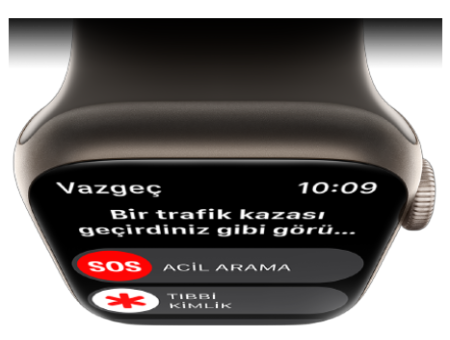 Vazgeç 10:09
Bir trafik kazası
geçirdiniz gibi görü...
SOS ACİL ARAMA
TIBBİ
KİMLİK